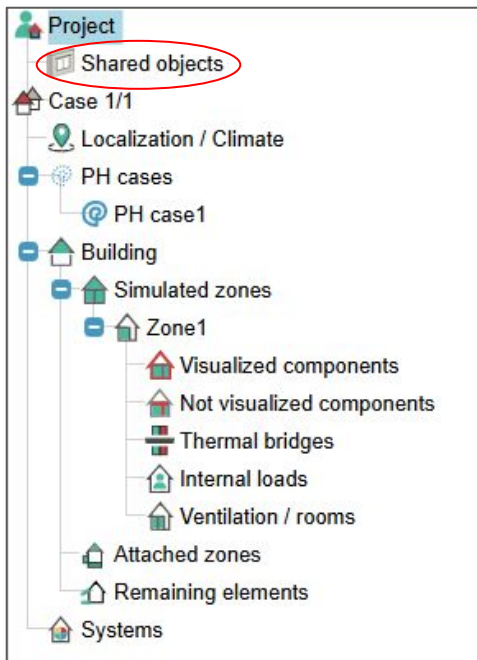 Project
Shared objects
Case 1/1
Localization / Climate
PH cases
PH case1
Building
Simulated zones
Zone1
Visualized components
Not visualized components
Thermal bridges
Internal loads
Ventilation / rooms
Attached zones
Remaining elements
Systems